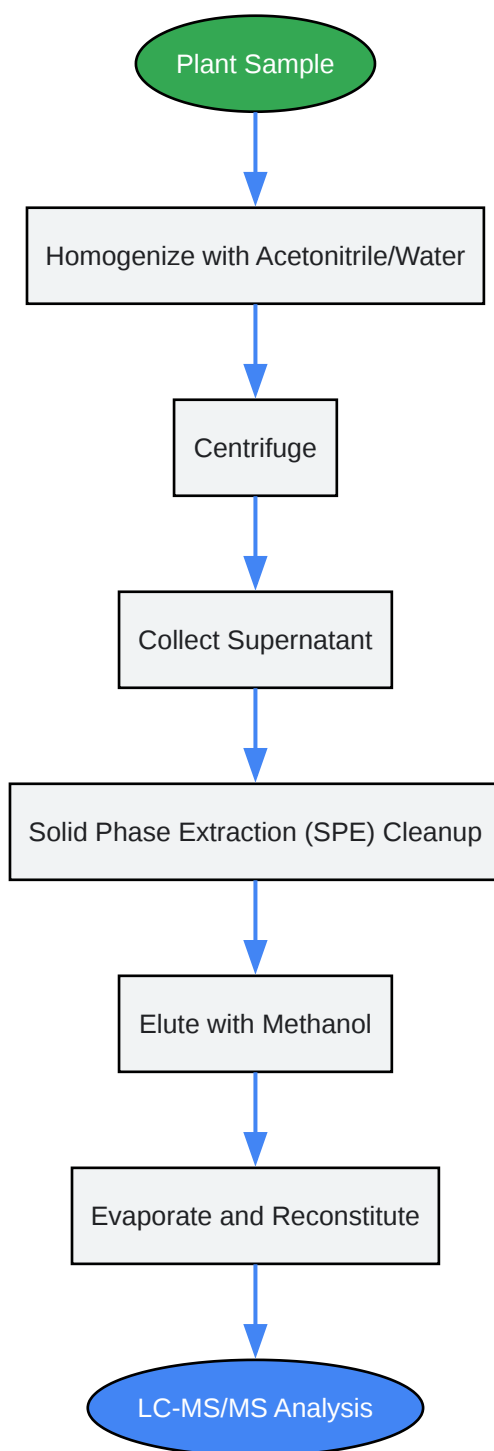 Plant Sample
Homogenize with Acetonitrile/Water
Centrifuge
Collect Supernatant
Solid Phase Extraction (SPE) Cleanup
Elute with Methanol
Evaporate and Reconstitute
LC-MS/MS Analysis